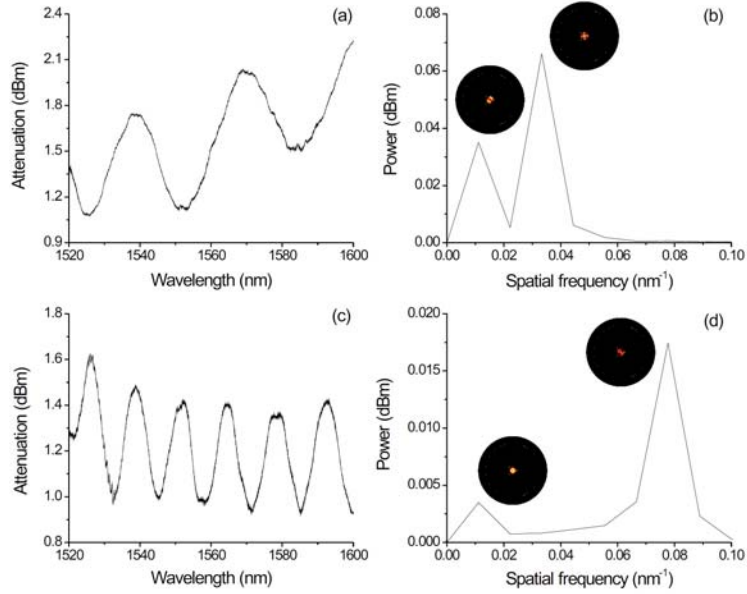 (a)
2.4
2.1
1.8
1.5
1.2
0.9
1520 1540 1560 1580 1600
Attenuation (dBm)
Wavelength (nm)
(b)
0.08
0.06
0.04
0.02
0.00
0.00 0.02 0.04 0.06 0.08 0.10
Power (dBm)
Spatial frequency (nm⁻¹)
(c)
1.8
1.6
1.4
1.2
1.0
0.8
1520 1540 1560 1580 1600
Attenuation (dBm)
Wavelength (nm)
(d)
0.020
0.015
0.010
0.005
0.000
0.00 0.02 0.04 0.06 0.08 0.10
Power (dBm)
Spatial frequency (nm⁻¹)